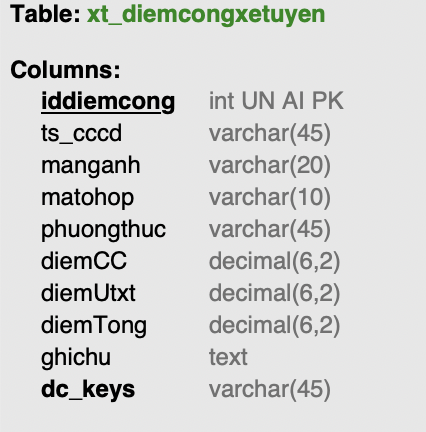 Table: xt_diemcongxetuyen
Columns:
iddiemcong int UN AI PK
ts_cccd varchar(45)
manganh varchar(20)
matohop varchar(10)
phuongthuc varchar(45)
diemCC decimal(6,2)
diemUtxt decimal(6,2)
diemTong decimal(6,2)
ghichu text
dc_keys varchar(45)